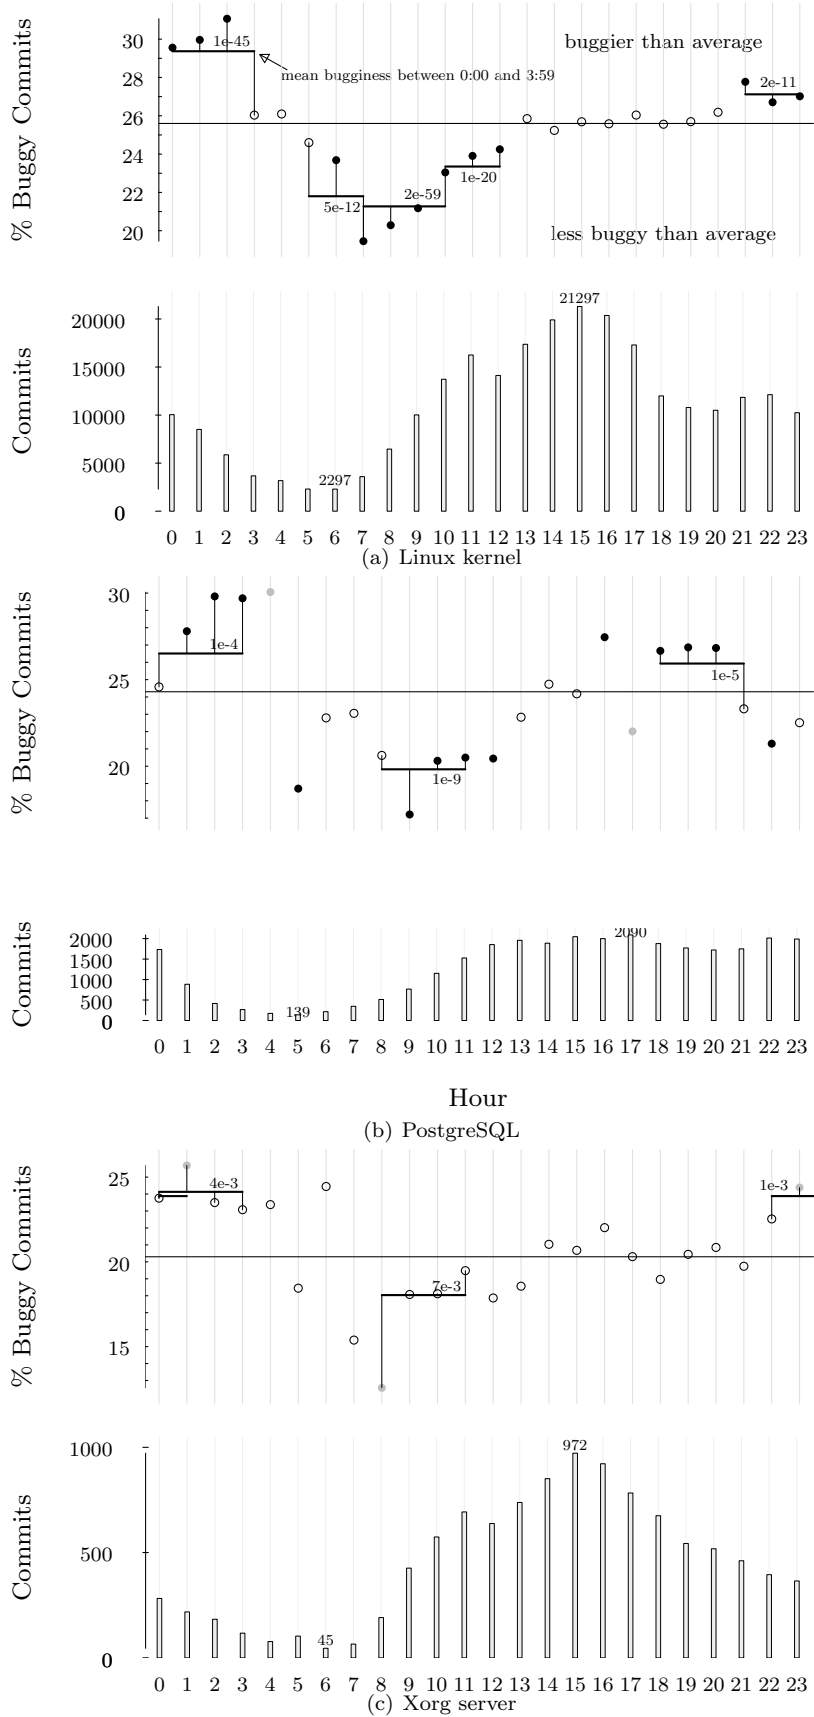 % Buggy Commits
30
28
26
24
22
20
1e-45
buggier than average
mean bugginess between 0:00 and 3:59
2e-11
5e-12
2e-59
1e-20
less buggy than average
Commits
20000
15000
10000
5000
0
21297
2297
0 1 2 3 4 5 6 7 8 9 10 11 12 13 14 15 16 17 18 19 20 21 22 23
(a) Linux kernel
% Buggy Commits
30
25
20
1e-4
1e-5
1e-9
Commits
2000
1500
1000
500
0
2090
139
0 1 2 3 4 5 6 7 8 9 10 11 12 13 14 15 16 17 18 19 20 21 22 23
Hour
(b) PostgreSQL
% Buggy Commits
25
20
15
4e-3
1e-3
7e-3
Commits
1000
500
0
972
45
0 1 2 3 4 5 6 7 8 9 10 11 12 13 14 15 16 17 18 19 20 21 22 23
(c) Xorg server